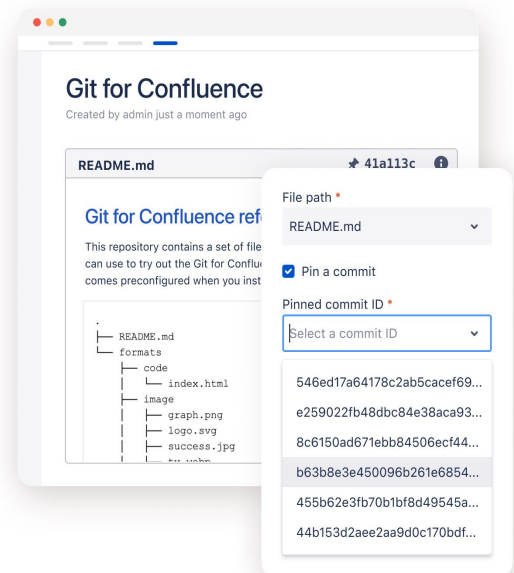 Git for Confluence
Created by admin just a moment ago
README.md 41a113c
Git for Confluence
This repository contains a set of file
can use to try out the Git for
comes preconfigured when you
.
├── README.md
└── formats
├── code
│ └── index.html
├── image
│ ├── graph.png
│ ├── logo.svg
│ ├── success.jpg
File path *
README.md
Pin a commit
Pinned commit ID *
Select a commit ID
546ed17a64178c2ab5cacef69...
e259022fb48dbc84e38aca93...
8c6150ad671ebb84506ecf44...
b63b8e3e450096b261e6854...
455b62e3fb70b1bf8d49545a...
44b153d2aee2aa9d0c170bdf...